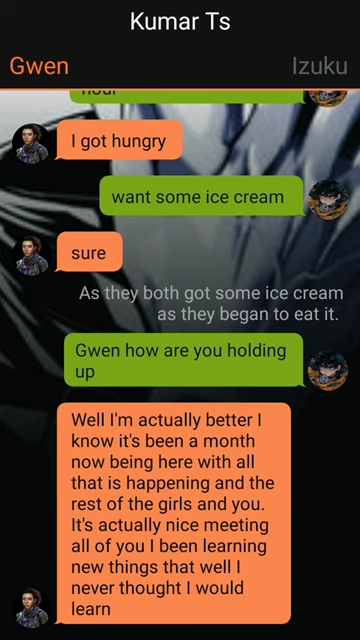 Kumar Ts
Gwen
Izuku
hour
I got hungry
want some ice cream
sure
As they both got some ice cream
as they began to eat it.
Gwen how are you holding
up
Well I'm actually better I
know it's been a month
now being here with all
that is happening and the
rest of the girls and you.
It's actually nice meeting
all of you I been learning
new things that well I
never thought I would
learn